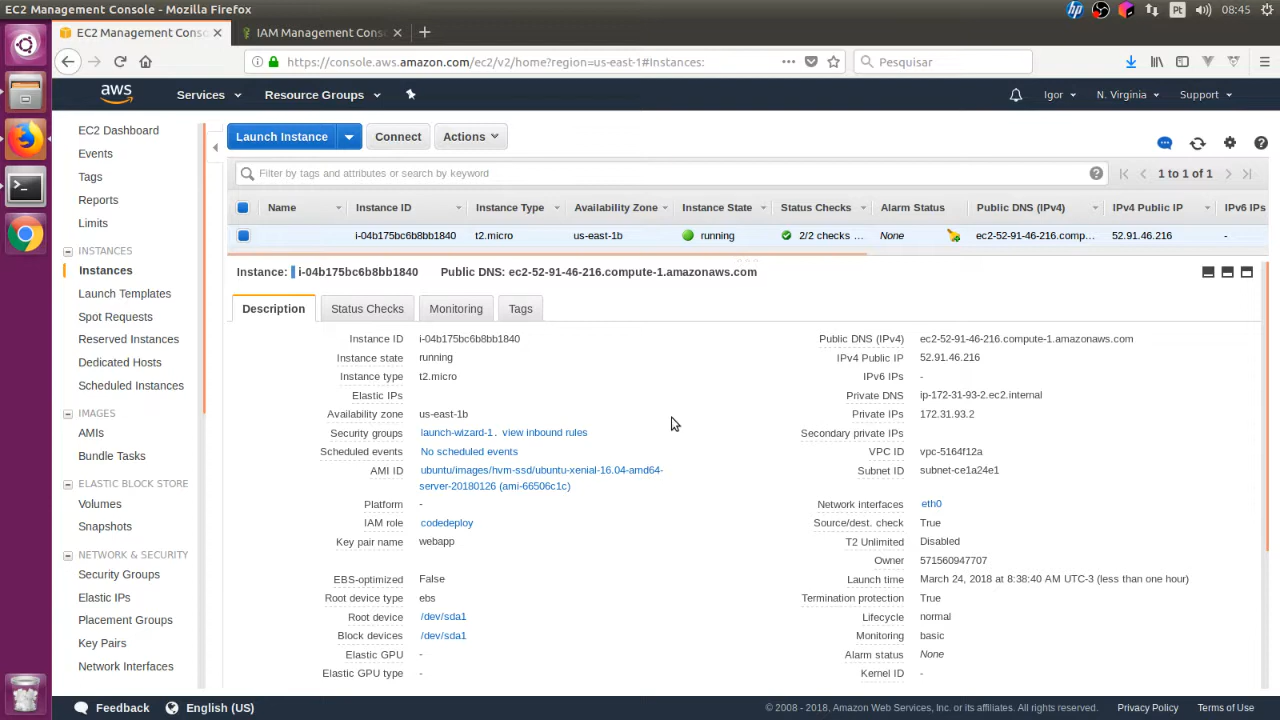 EC2 Management Console - Mozilla Firefox
Pt
08:45
EC2 Management Conso
IAM Management Conso
https://console.aws.amazon.com/ec2/v2/home?region=us-east-1#Instances:
Pesquisar
aws
Services
Resource Groups
Igor
N. Virginia
Support
EC2 Dashboard
Events
Tags
Reports
Limits
INSTANCES
Instances
Launch Templates
Spot Requests
Reserved Instances
Dedicated Hosts
Scheduled Instances
IMAGES
AMIs
Bundle Tasks
ELASTIC BLOCK STORE
Volumes
Snapshots
NETWORK & SECURITY
Security Groups
Elastic IPs
Placement Groups
Key Pairs
Network Interfaces
Launch Instance
Connect
Actions
Filter by tags and attributes or search by keyword
1 to 1 of 1
Name Instance ID Instance Type Availability Zone Instance State Status Checks Alarm Status Public DNS (IPv4) IPv4 Public IP IPv6 IPs
i-04b175bc6b8bb1840 t2.micro us-east-1b running 2/2 checks ... None ec2-52-91-46-216.comp... 52.91.46.216 -
Instance: i-04b175bc6b8bb1840 Public DNS: ec2-52-91-46-216.compute-1.amazonaws.com
Description
Status Checks
Monitoring
Tags
Instance ID i-04b175bc6b8bb1840
Instance state running
Instance type t2.micro
Elastic IPs
Availability zone us-east-1b
Security groups launch-wizard-1. view inbound rules
Scheduled events No scheduled events
AMI ID ubuntu/images/hvm-ssd/ubuntu-xenial-16.04-amd64-
server-20180126 (ami-66506c1c)
Platform -
IAM role codedeploy
Key pair name webapp
EBS-optimized False
Root device type ebs
Root device /dev/sda1
Block devices /dev/sda1
Elastic GPU -
Elastic GPU type -
Public DNS (IPv4) ec2-52-91-46-216.compute-1.amazonaws.com
IPv4 Public IP 52.91.46.216
IPv6 IPs -
Private DNS ip-172-31-93-2.ec2.internal
Private IPs 172.31.93.2
Secondary private IPs
VPC ID vpc-5164f12a
Subnet ID subnet-ce1a24e1
Network interfaces eth0
Source/dest. check True
T2 Unlimited Disabled
Owner 571560947707
Launch time March 24, 2018 at 8:38:40 AM UTC-3 (less than one hour)
Termination protection True
Lifecycle normal
Monitoring basic
Alarm status None
Kernel ID -
Feedback
English (US)
© 2008 - 2018, Amazon Web Services, Inc. or its affiliates. All rights reserved.
Privacy Policy
Terms of Use